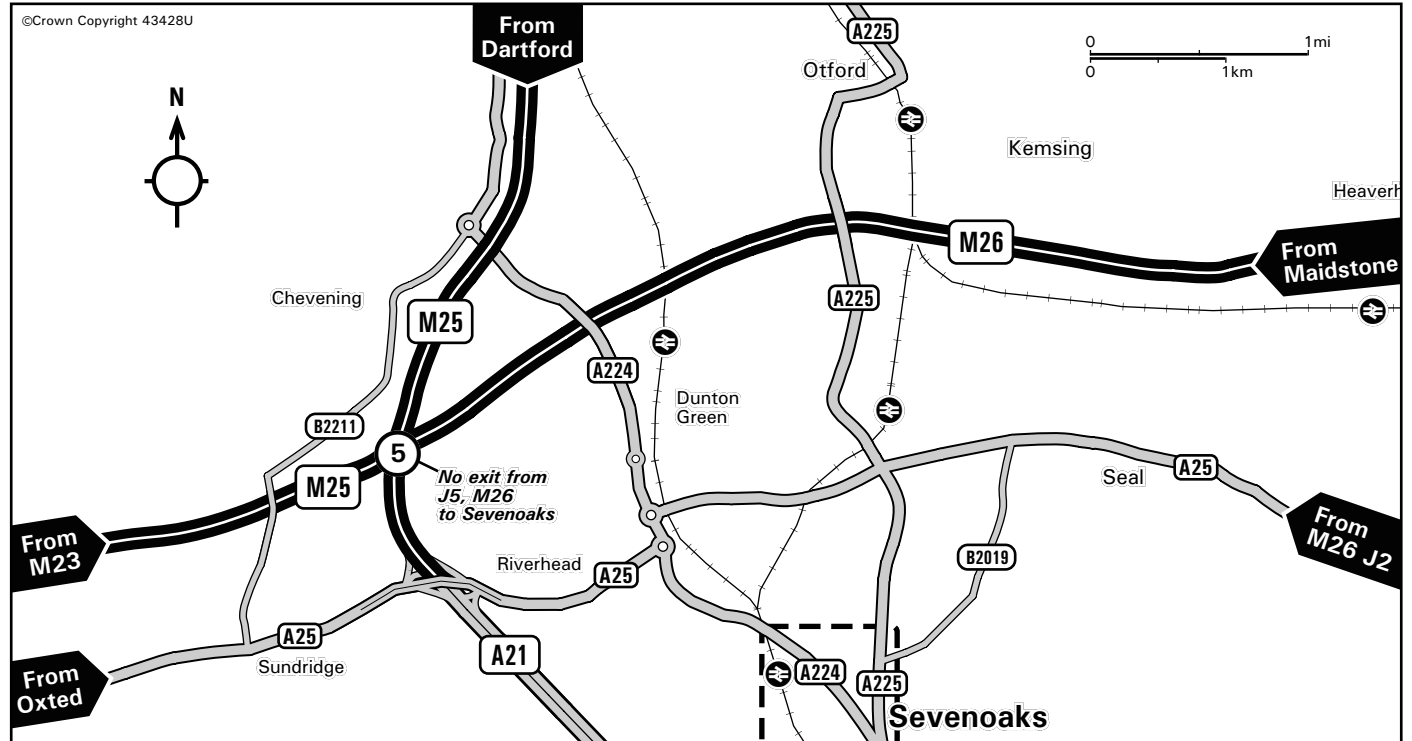 ©Crown Copyright 43428U
From
Dartford
A225
0 1mi
0 1km
Otford
N
Kemsing
Heaverh
M26
From
Maidstone
Chevening
M25
A225
A224
Dunton
Green
B2211
5
No exit from
J5, M26
to Sevenoaks
M25
Seal
A25
From
M23
From
M26 J2
Riverhead
A25
B2019
A25
Sundridge
A21
From
Oxted
A224
A225
Sevenoaks